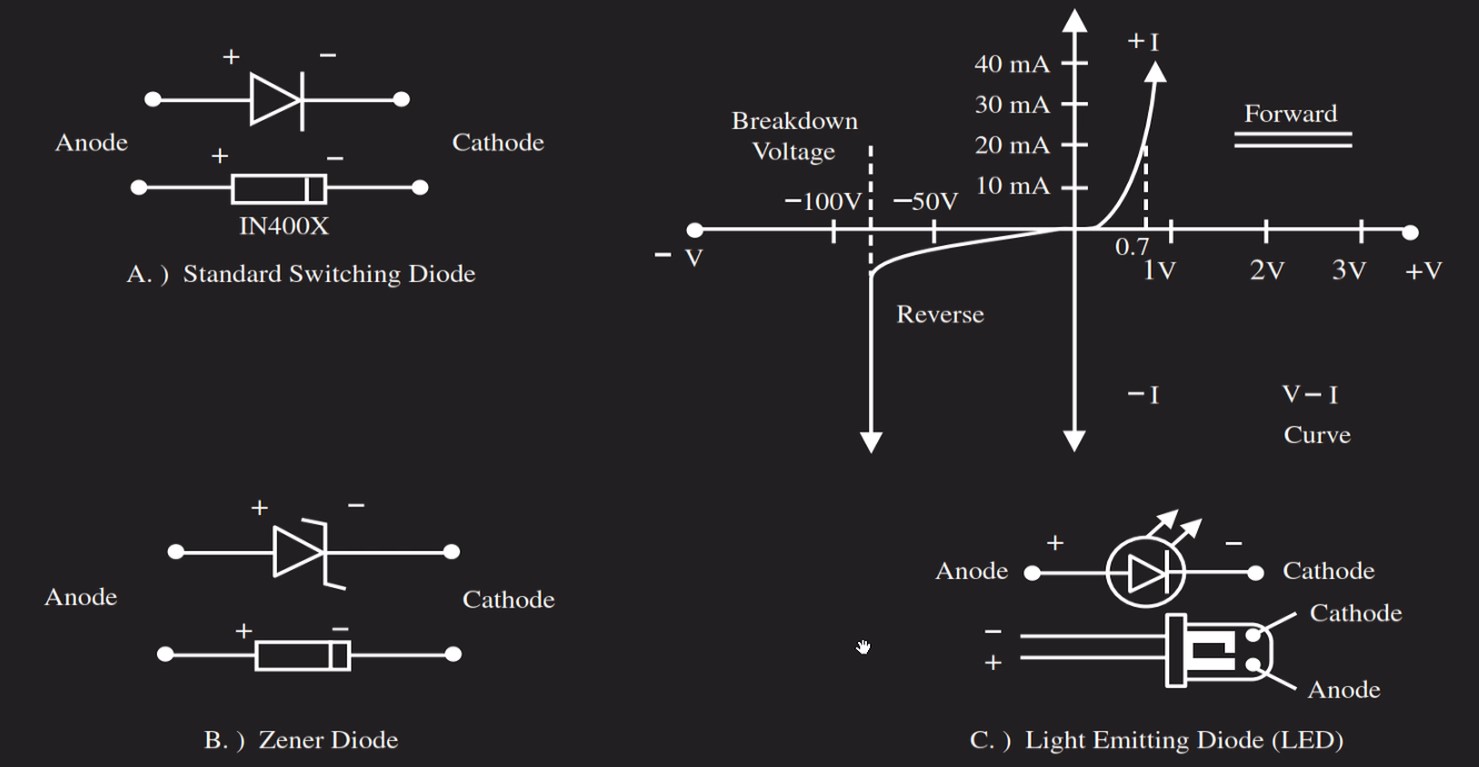 + −
Anode Cathode
+ −
IN400X
A. ) Standard Switching Diode
+I
40 mA
30 mA
20 mA
10 mA
Breakdown
Voltage
−100V −50V
Forward
− V
0.7
1V 2V 3V +V
Reverse
−I
V−I
Curve
+ −
Anode Cathode
+ −
B. ) Zener Diode
+ −
Anode Cathode
Cathode
−
+
Anode
C. ) Light Emitting Diode (LED)